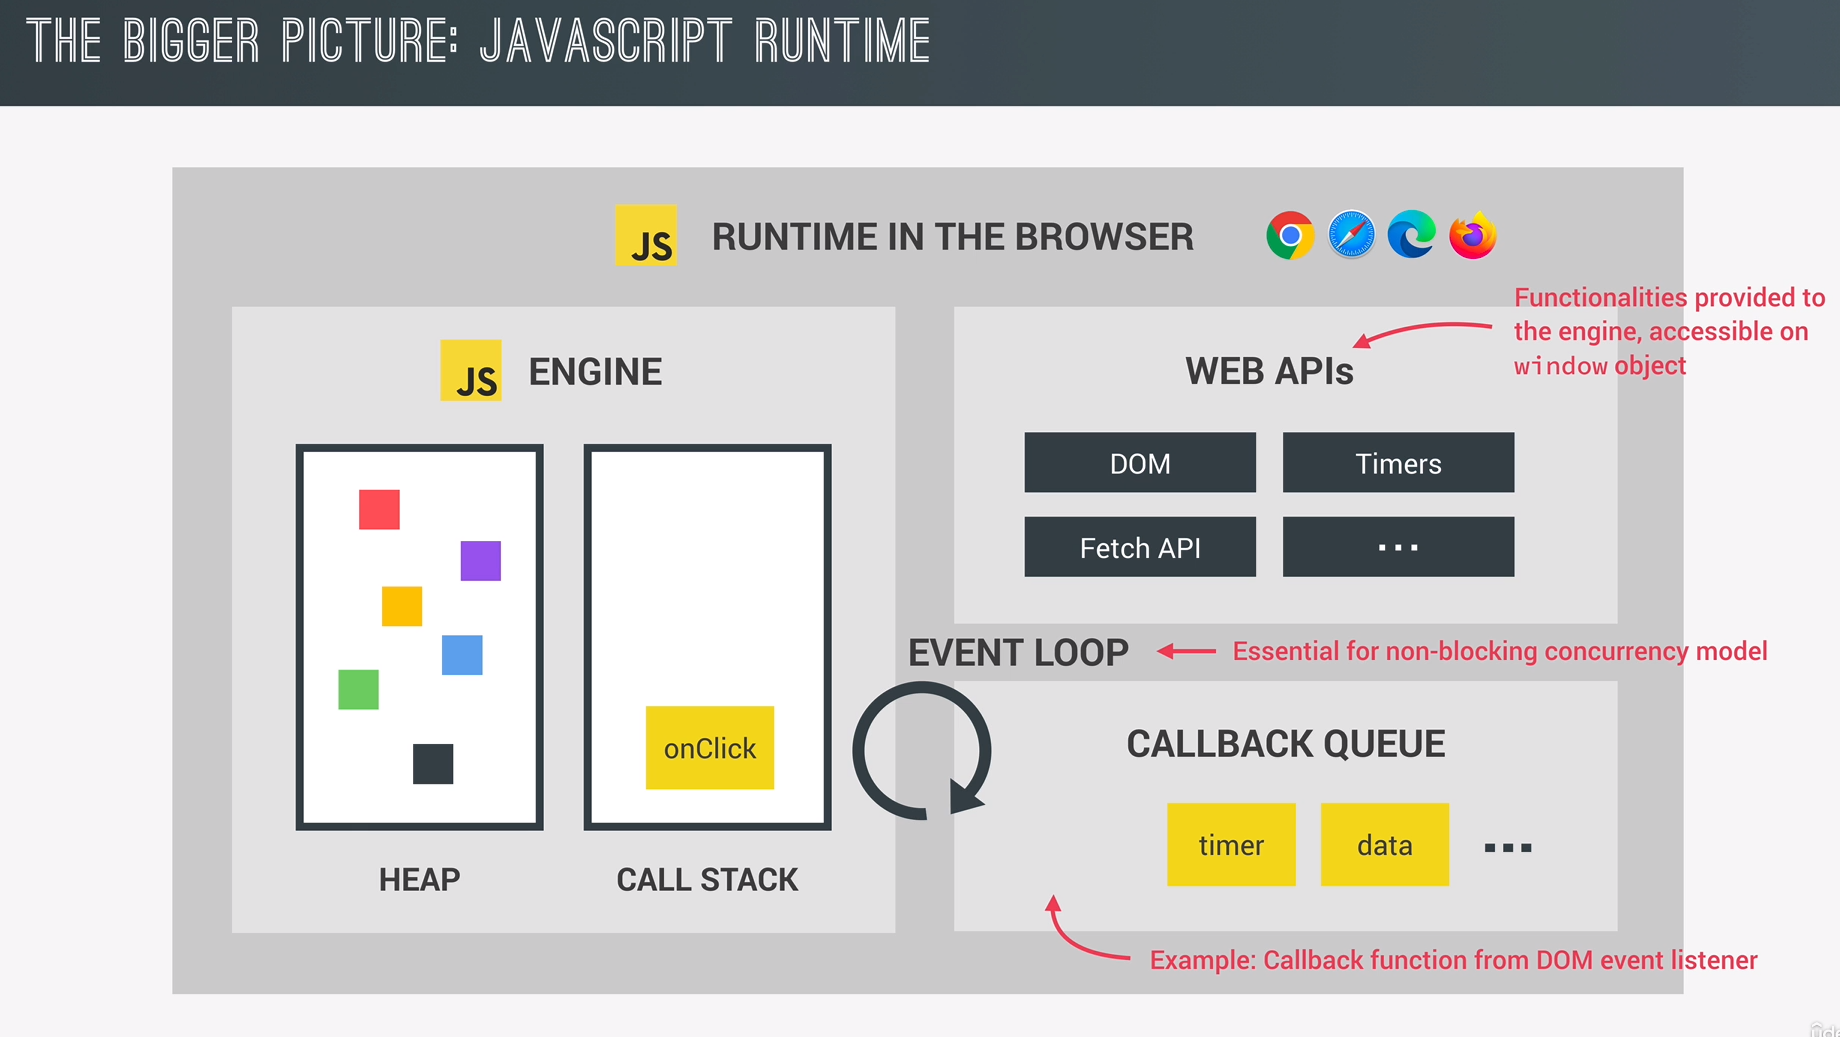 THE BIGGER PICTURE: JAVASCRIPT RUNTIME
JS
RUNTIME IN THE BROWSER
JS
ENGINE
HEAP
onClick
CALL STACK
Functionalities provided to
the engine, accessible on
window object
WEB APIs
DOM
Timers
Fetch API
...
EVENT LOOP
Essential for non-blocking concurrency model
CALLBACK QUEUE
timer
data
...
Example: Callback function from DOM event listener